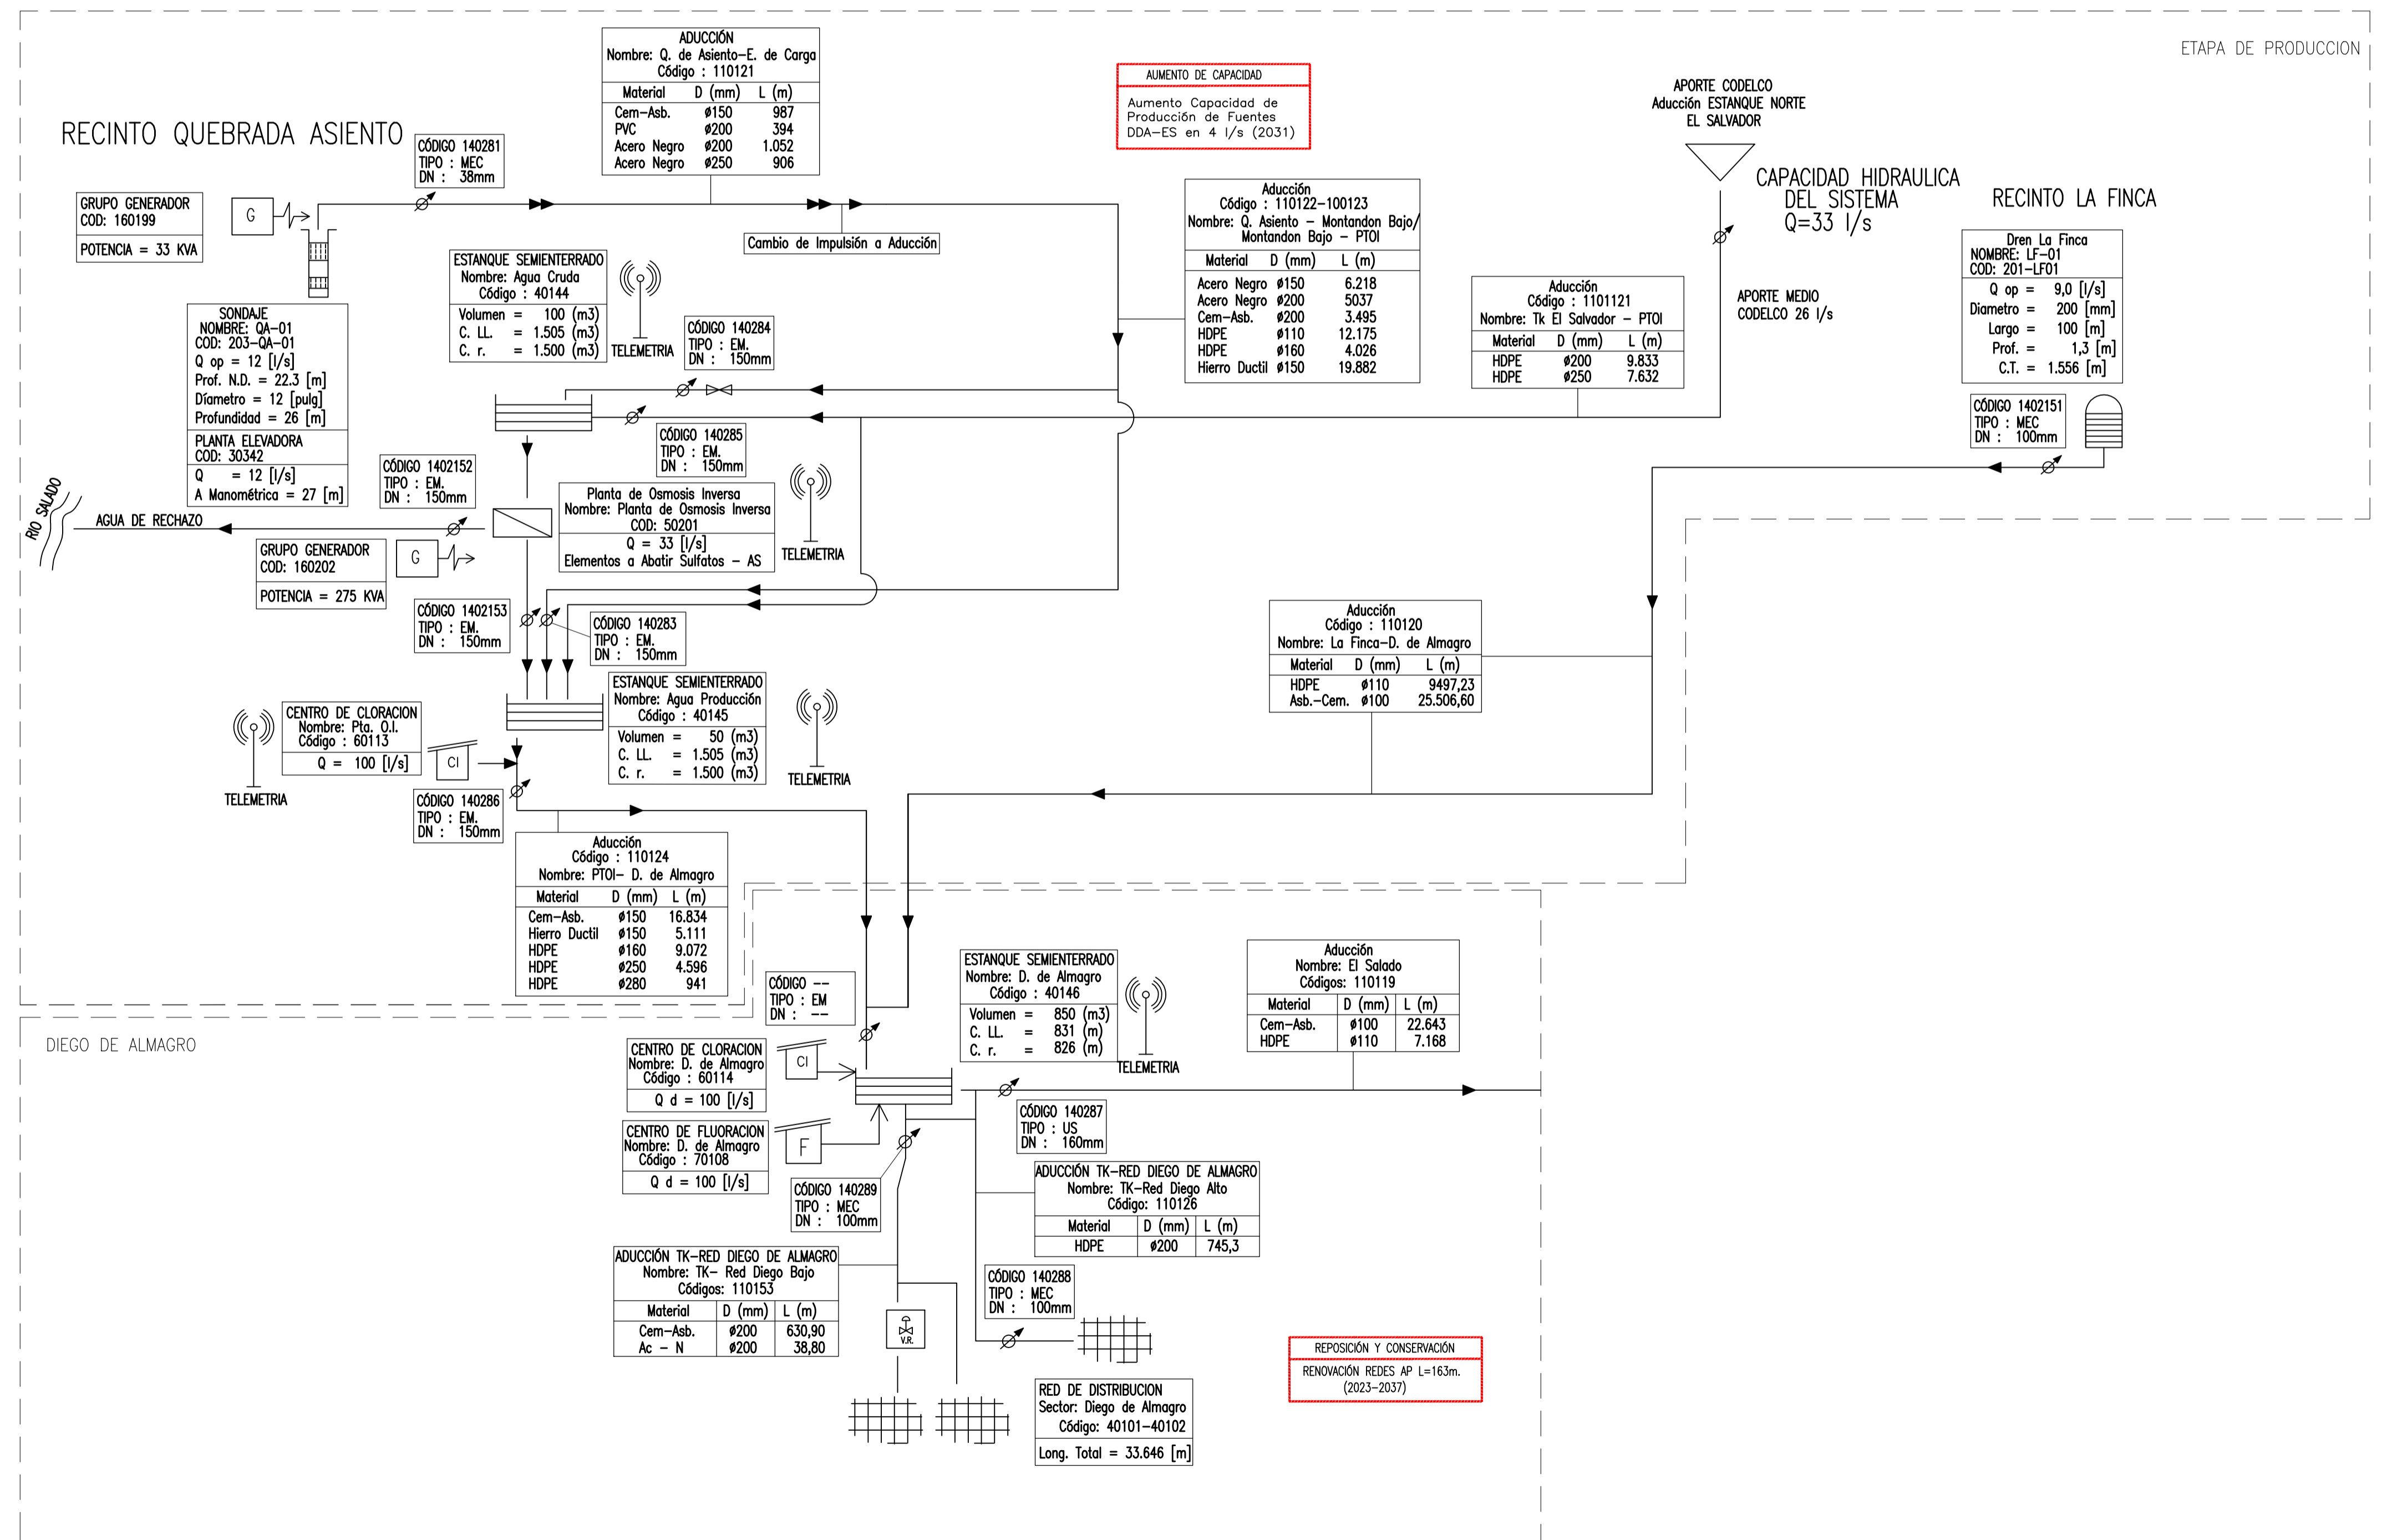 ETAPA DE PRODUCCION
RECINTO QUEBRADA ASIENTO
ADUCCIÓN
Nombre: Q. de Asiento-E. de Carga
Código : 110121
Material D (mm) L (m)
Cem-Asb. ø150 987
PVC ø200 394
Acero Negro ø200 1.052
Acero Negro ø250 906
AUMENTO DE CAPACIDAD
Aumento Capacidad de
Producción de Fuentes
DDA-ES en 4 l/s (2031)
APORTE CODELCO
Aducción ESTANQUE NORTE
EL SALVADOR
CAPACIDAD HIDRAULICA
DEL SISTEMA
Q=33 l/s
RECINTO LA FINCA
CÓDIGO 140281
TIPO : MEC
DN : 38mm
GRUPO GENERADOR
COD: 160199
POTENCIA = 33 KVA
G
Cambio de Impulsión a Aducción
Aducción
Código : 110122-100123
Nombre: Q. Asiento - Montandon Bajo/
Montandon Bajo - PTOI
Material D (mm) L (m)
Acero Negro ø150 6.218
Acero Negro ø200 5037
Cem-Asb. ø200 3.495
HDPE ø110 12.175
HDPE ø160 4.026
Hierro Ductil ø150 19.882
Dren La Finca
NOMBRE: LF-01
COD: 201-LF01
Q op = 9,0 [l/s]
Diametro = 200 [mm]
Largo = 100 [m]
Prof. = 1,3 [m]
C.T. = 1.556 [m]
ESTANQUE SEMIENTERRADO
Nombre: Agua Cruda
Código : 40144
Volumen = 100 (m3)
C. LL. = 1.505 (m3)
C. r. = 1.500 (m3)
TELEMETRIA
Aducción
Código : 1101121
Nombre: Tk El Salvador - PTOI
Material D (mm) L (m)
HDPE ø200 9.833
HDPE ø250 7.632
APORTE MEDIO
CODELCO 26 l/s
SONDAJE
NOMBRE: QA-01
COD: 203-QA-01
Q op = 12 [l/s]
Prof. N.D. = 22.3 [m]
Díametro = 12 [pulg]
Profundidad = 26 [m]
PLANTA ELEVADORA
COD: 30342
Q = 12 [l/s]
A Manométrica = 27 [m]
CÓDIGO 140284
TIPO : EM.
DN : 150mm
CÓDIGO 1402151
TIPO : MEC
DN : 100mm
CÓDIGO 140285
TIPO : EM.
DN : 150mm
CÓDIGO 1402152
TIPO : EM.
DN : 150mm
RIO SALADO
AGUA DE RECHAZO
Planta de Osmosis Inversa
Nombre: Planta de Osmosis Inversa
COD: 50201
Q = 33 [l/s]
Elementos a Abatir Sulfatos - AS
TELEMETRIA
GRUPO GENERADOR
COD: 160202
POTENCIA = 275 KVA
G
CÓDIGO 1402153
TIPO : EM.
DN : 150mm
CÓDIGO 140283
TIPO : EM.
DN : 150mm
Aducción
Código : 110120
Nombre: La Finca-D. de Almagro
Material D (mm) L (m)
HDPE ø110 9497,23
Asb.-Cem. ø100 25.506,60
ESTANQUE SEMIENTERRADO
Nombre: Agua Producción
Código : 40145
Volumen = 50 (m3)
C. LL. = 1.505 (m3)
C. r. = 1.500 (m3)
TELEMETRIA
CENTRO DE CLORACION
Nombre: Pta. O.I.
Código : 60113
Q = 100 [l/s]
Cl
TELEMETRIA
CÓDIGO 140286
TIPO : EM.
DN : 150mm
Aducción
Código : 110124
Nombre: PTOI- D. de Almagro
Material D (mm) L (m)
Cem-Asb. ø150 16.834
Hierro Ductil ø150 5.111
HDPE ø160 9.072
HDPE ø250 4.596
HDPE ø280 941
DIEGO DE ALMAGRO
CÓDIGO --
TIPO : EM
DN : --
ESTANQUE SEMIENTERRADO
Nombre: D. de Almagro
Código : 40146
Volumen = 850 (m3)
C. LL. = 831 (m)
C. r. = 826 (m)
TELEMETRIA
Aducción
Nombre: El Salado
Códigos: 110119
Material D (mm) L (m)
Cem-Asb. ø100 22.643
HDPE ø110 7.168
CENTRO DE CLORACION
Nombre: D. de Almagro
Código : 60114
Q d = 100 [l/s]
Cl
CENTRO DE FLUORACION
Nombre: D. de Almagro
Código : 70108
Q d = 100 [l/s]
F
CÓDIGO 140287
TIPO : US
DN : 160mm
CÓDIGO 140289
TIPO : MEC
DN : 100mm
ADUCCIÓN TK-RED DIEGO DE ALMAGRO
Nombre: TK-Red Diego Alto
Código: 110126
Material D (mm) L (m)
HDPE ø200 745,3
ADUCCIÓN TK-RED DIEGO DE ALMAGRO
Nombre: TK- Red Diego Bajo
Códigos: 110153
Material D (mm) L (m)
Cem-Asb. ø200 630,90
Ac - N ø200 38,80
CÓDIGO 140288
TIPO : MEC
DN : 100mm
V.R.
REPOSICIÓN Y CONSERVACIÓN
RENOVACIÓN REDES AP L=163m.
(2023-2037)
RED DE DISTRIBUCION
Sector: Diego de Almagro
Código: 40101-40102
Long. Total = 33.646 [m]